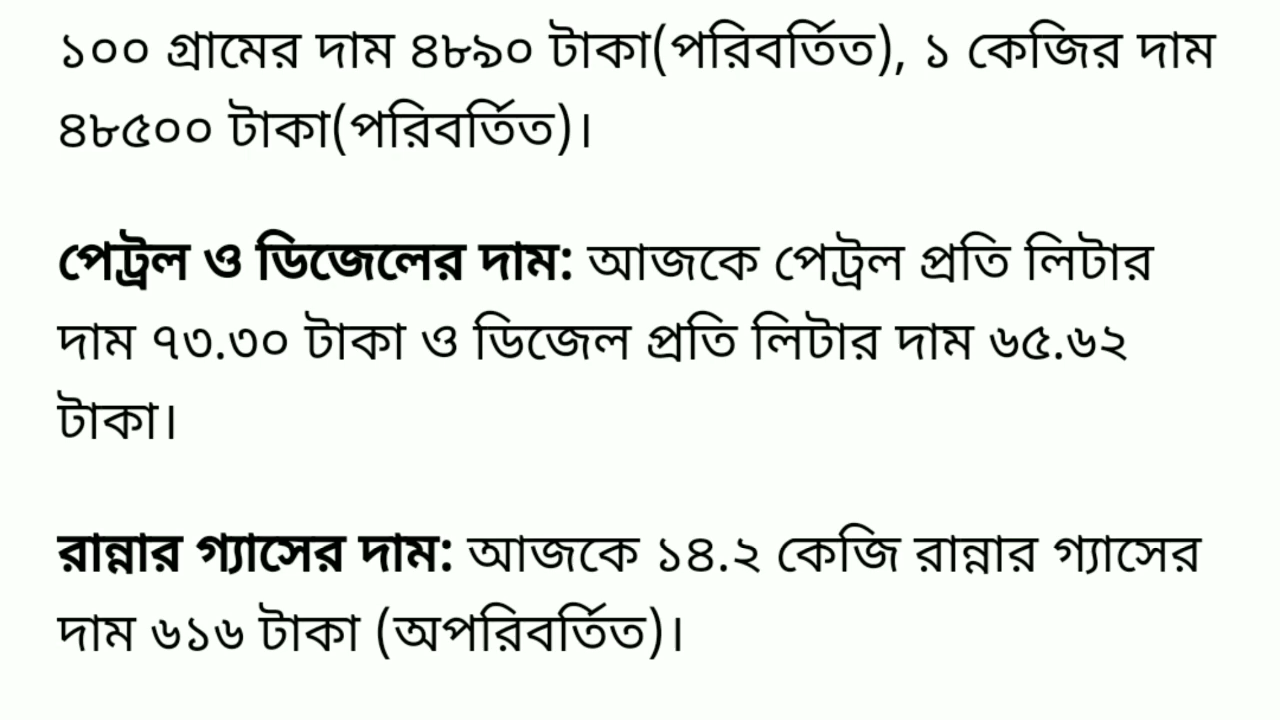 ১০০ গ্রামের দাম ৪৮৯০ টাকা(পরিবর্তিত), ১ কেজির দাম
৪৮৫০০ টাকা(পরিবর্তিত)।
পেট্রল ও ডিজেলের দাম: আজকে পেট্রল প্রতি লিটার
দাম ৭৩.৩০ টাকা ও ডিজেল প্রতি লিটার দাম ৬৫.৬২
টাকা।
রান্নার গ্যাসের দাম: আজকে ১৪.২ কেজি রান্নার গ্যাসের
দাম ৬১৬ টাকা (অপরিবর্তিত)।